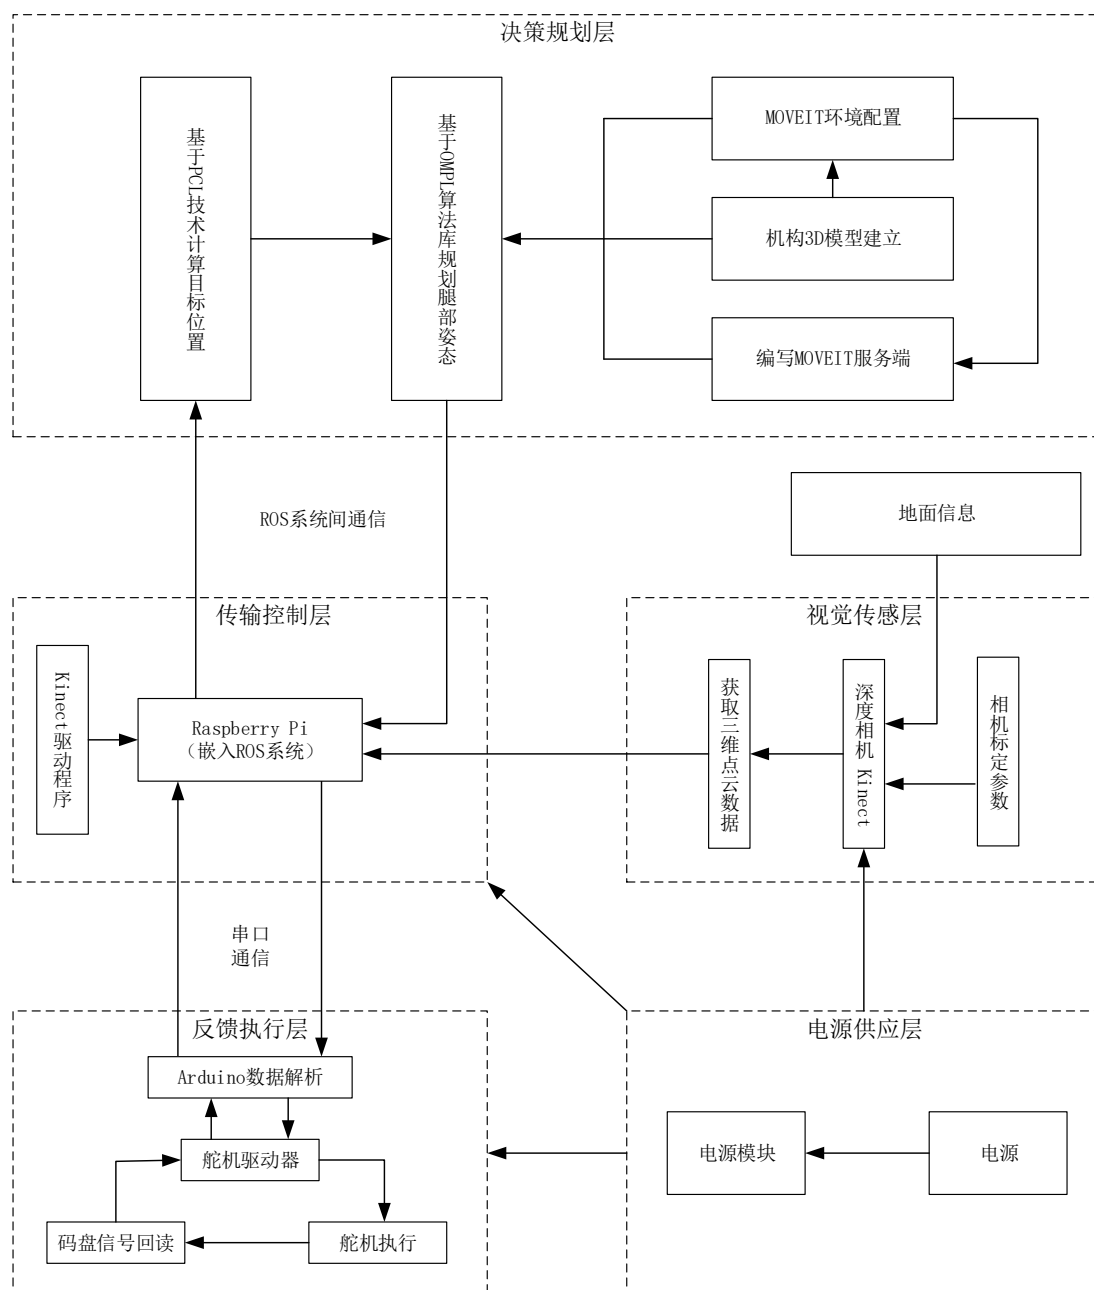 决策规划层
基于PCL技术计算目标位置
基于OMPL算法库规划腿部姿态
MOVEIT环境配置
机构3D模型建立
编写MOVEIT服务端
ROS系统间通信
地面信息
传输控制层
Kinect驱动程序
Raspberry Pi
（嵌入ROS系统）
视觉传感层
获取三维点云数据
深度相机 Kinect
相机标定参数
串口
通信
反馈执行层
Arduino数据解析
舵机驱动器
码盘信号回读
舵机执行
电源供应层
电源模块
电源